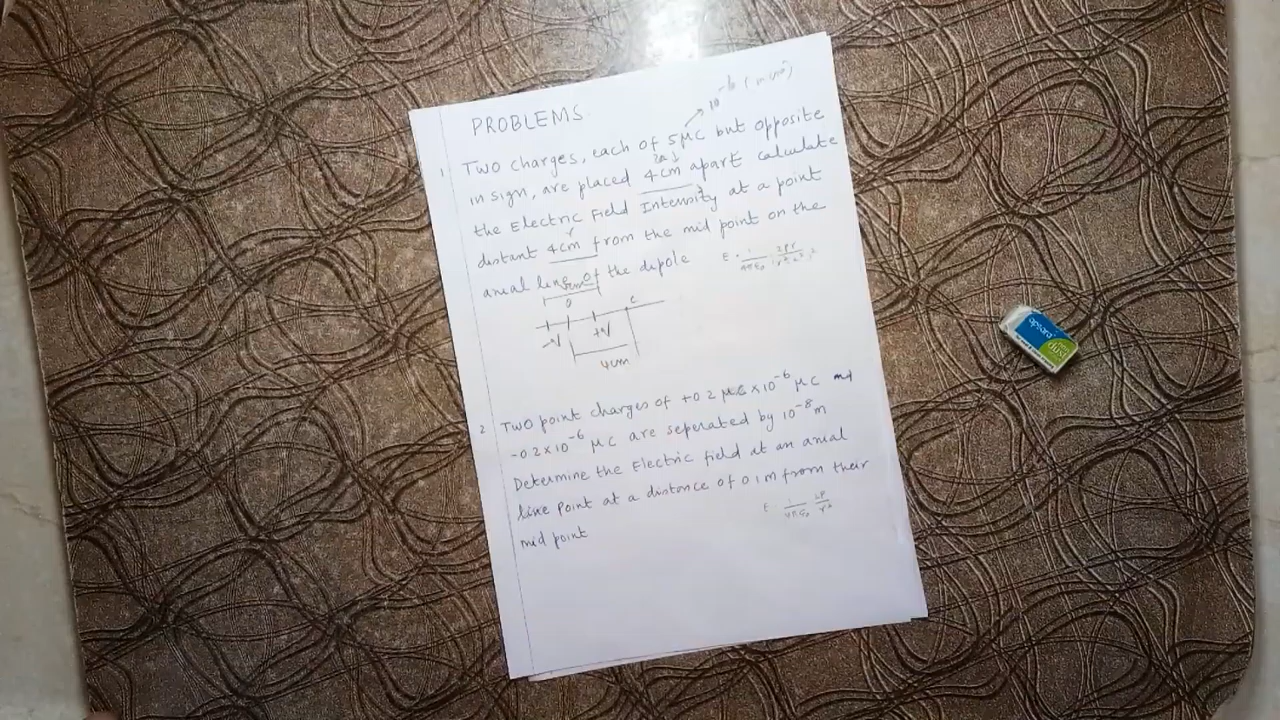 PROBLEMS
1 Two charges, each of 5μC but opposite
in sign, are placed 4cm apart calculate
the Electric Field Intensity at a point
distant 4cm from the mid point on the
axial line of the dipole
4cm
2 Two point charges of +0 2 μC×10⁻⁶ μC and
-0 2×10⁻⁶ μC are seperated by 10⁻⁸m
Determine the Electric field at an axial
line point at a distance of 0 1 m from their
mid point
apsara
dust